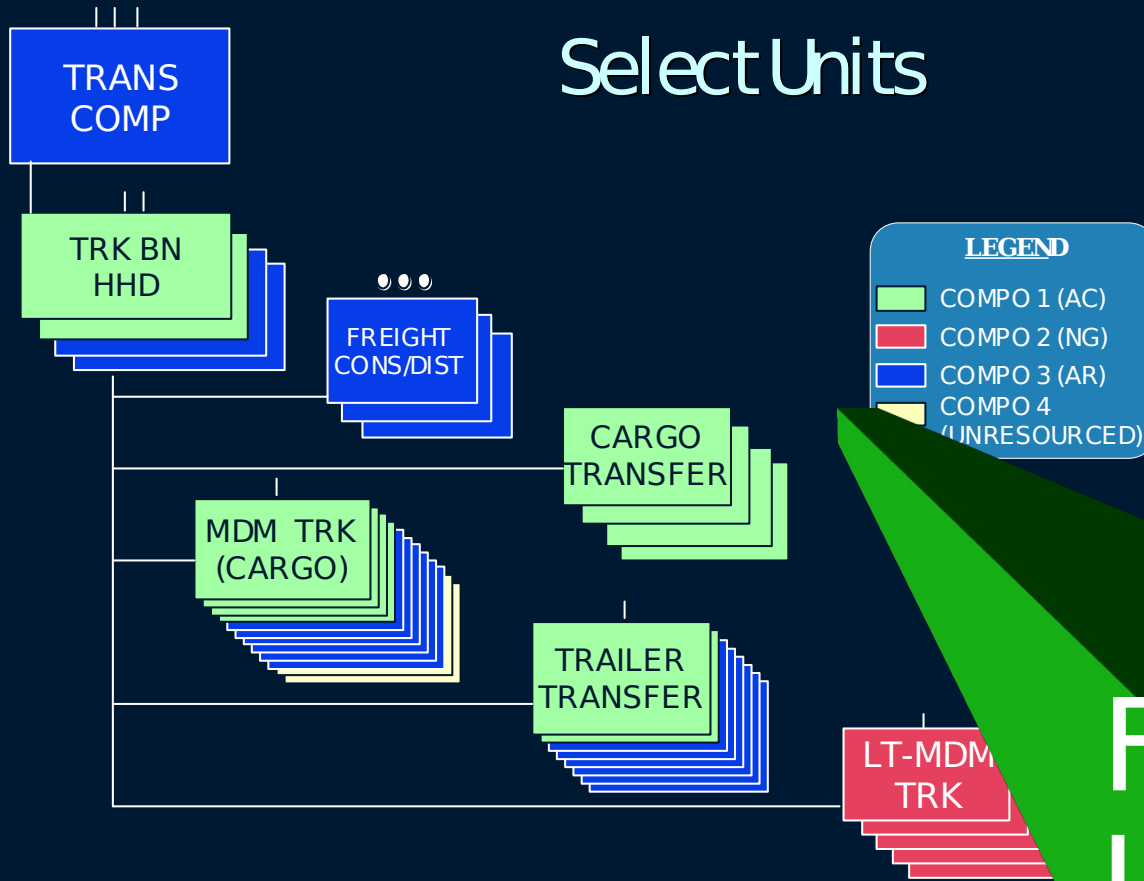 Select Units
TRANS
COMP
TRK BN
HHD
FREIGHT
CONS/DIST
CARGO
TRANSFER
MDM TRK
(CARGO)
TRAILER
TRANSFER
LT-MDM
TRK
LEGEND
COMPO 1 (AC)
COMPO 2 (NG)
COMPO 3 (AR)
COMPO 4
(UNRESOURCED)